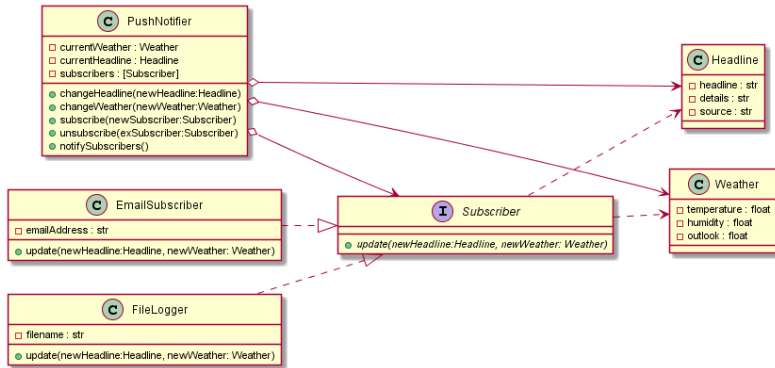 C PushNotifier
currentWeather : Weather
currentHeadline : Headline
subscribers : [Subscriber]
changeHeadline(newHeadline:Headline)
changeWeather(newWeather:Weather)
subscribe(newSubscriber:Subscriber)
unsubscribe(exSubscriber:Subscriber)
notifySubscribers()
C Headline
headline : str
details : str
source : str
C EmailSubscriber
emailAddress : str
update(newHeadline:Headline, newWeather: Weather)
I Subscriber
update(newHeadline:Headline, newWeather: Weather)
C Weather
temperature : float
humidity : float
outlook : float
C FileLogger
filename : str
update(newHeadline:Headline, newWeather: Weather)